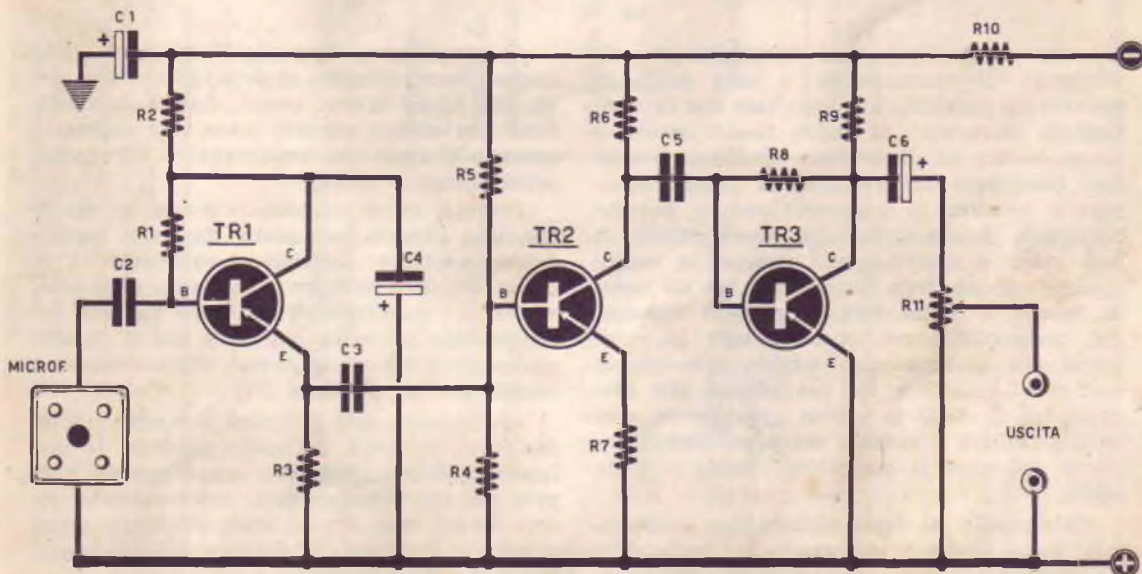 C1
+
R10
−
R2
R6
R9
C5
R8
C6
+
R5
R1
TR1
TR2
TR3
C
C4
C
C
C2
B
+
B
B
R11
E
E
E
MICROF.
C3
USCITA
R3
R4
R7
+